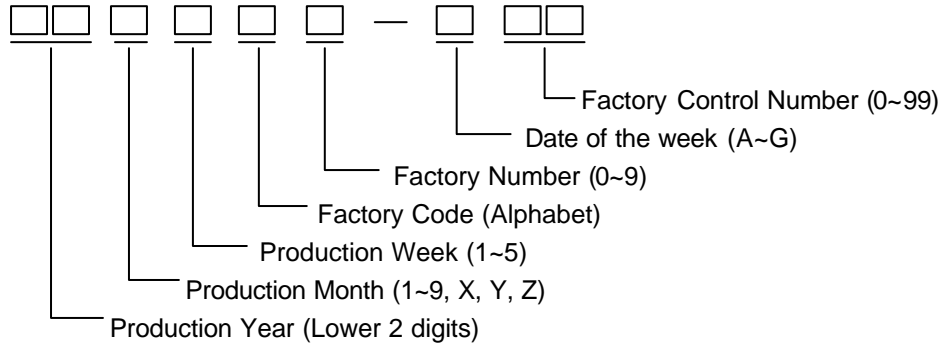 Factory Control Number (0~99)
Date of the week (A~G)
Factory Number (0~9)
Factory Code (Alphabet)
Production Week (1~5)
Production Month (1~9, X, Y, Z)
Production Year (Lower 2 digits)